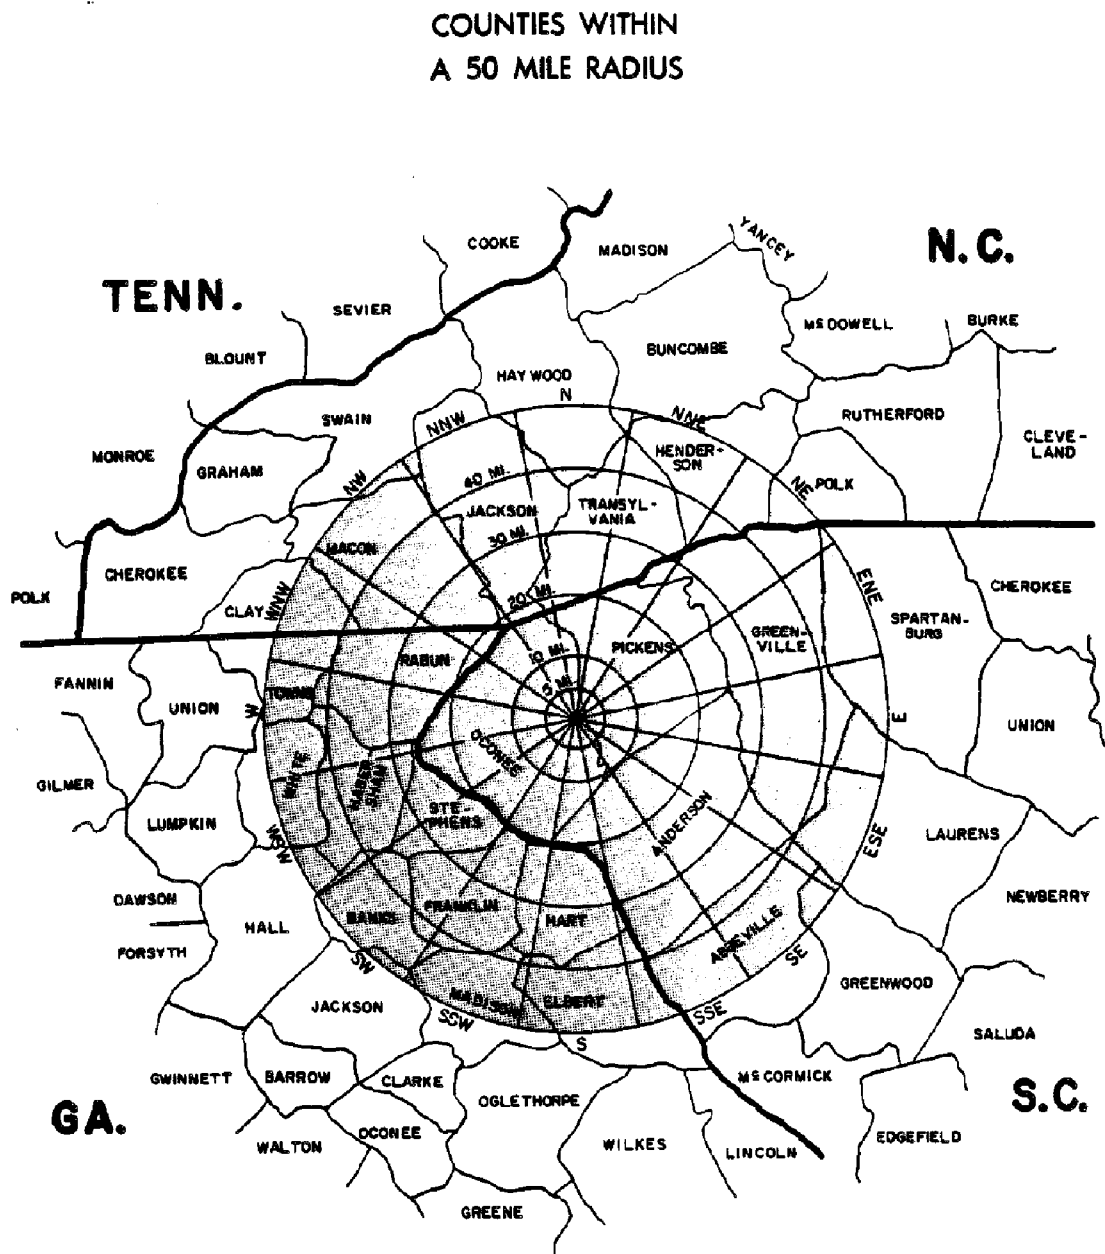 COUNTIES WITHIN
A 50 MILE RADIUS
N.C.
TENN.
COOKE
MADISON
YANCEY
SEVIER
McDOWELL
BURKE
BLOUNT
BUNCOMBE
HAYWOOD
N
SWAIN
NNW
NNE
RUTHERFORD
CLEVE-
LAND
MONROE
GRAHAM
HENDER-
SON
NW
40 MI.
NE
POLK
JACKSON
TRANSYL-
VANIA
30 MI.
MACON
CHEROKEE
POLK
CLAY
WNW
20 MI.
ENE
CHEROKEE
SPARTAN-
BURG
GREEN-
VILLE
PICKENS
RABUN
10 MI.
5 MI.
FANNIN
UNION
W
TOWNS
E
UNION
OCONEE
WHITE
HABER-
SHAM
GILMER
LUMPKIN
WSW
STE-
PHENS
ANDERSON
ESE
LAURENS
DAWSON
HALL
BANKS
FRANKLIN
HART
ABBEVILLE
NEWBERRY
FORSYTH
SW
SE
GREENWOOD
JACKSON
MADISON
ELBERT
SSW
S
SSE
SALUDA
GWINNETT
BARROW
CLARKE
OGLETHORPE
McCORMICK
S.C.
GA.
WALTON
OCONEE
WILKES
LINCOLN
EDGEFIELD
GREENE